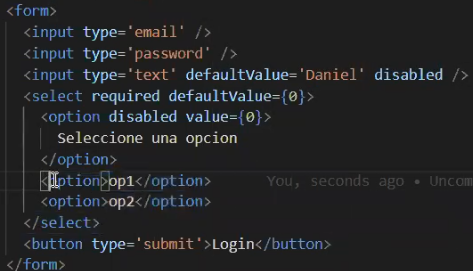 <form>
<input type='email' />
<input type='password' />
<input type='text' defaultValue='Daniel' disabled />
<select required defaultValue={0}>
<option disabled value={0}>
Seleccione una opcion
</option>
<option>op1</option> You, seconds ago • Uncom
<option>op2</option>
</select>
<button type='submit'>Login</button>
</form>